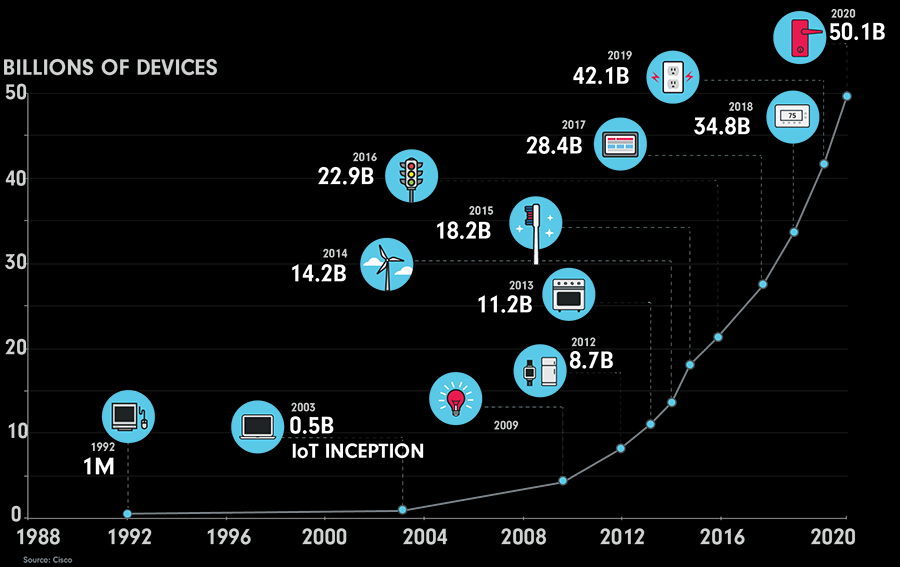 BILLIONS OF DEVICES
2020
50.1B
2019
42.1B
2018
34.8B
75
2017
28.4B
2016
22.9B
2015
18.2B
2014
14.2B
2013
11.2B
2012
8.7B
2009
2003
0.5B
IoT INCEPTION
1992
1M
50
40
30
20
10
0
1988 1992 1996 2000 2004 2008 2012 2016 2020
Source: Cisco